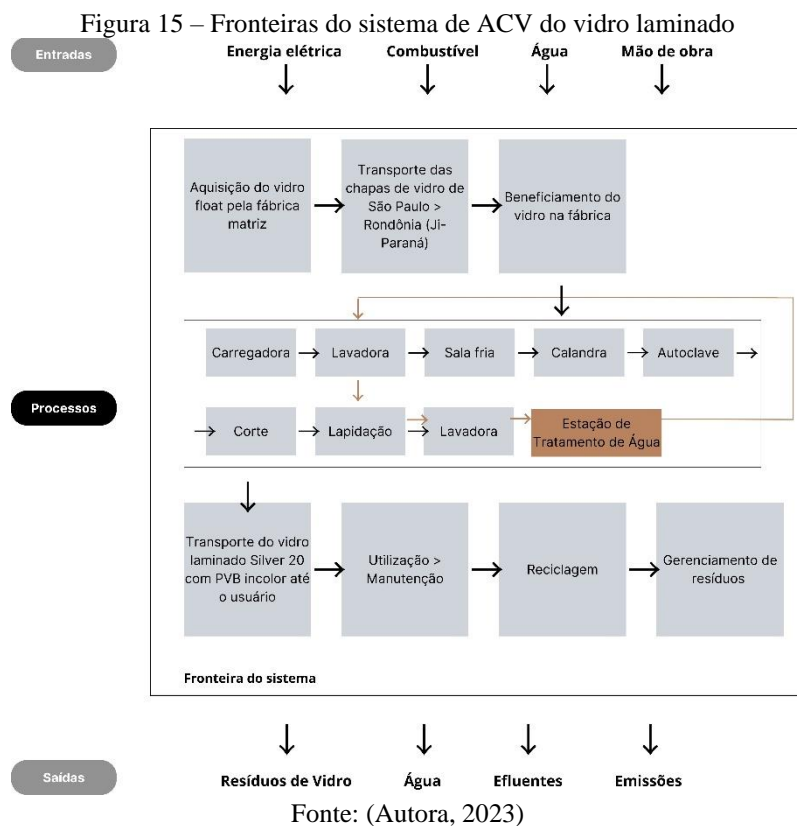 Figura 15 – Fronteiras do sistema de ACV do vidro laminado
Entradas
Energia elétrica
Combustível
Água
Mão de obra
Aquisição do vidro
float pela fábrica
matriz
Transporte das
chapas de vidro de
São Paulo >
Rondônia (Ji-
Paraná)
Beneficiamento do
vidro na fábrica
Processos
Carregadora
Lavadora
Sala fria
Calandra
Autoclave
Corte
Lapidação
Lavadora
Estação de
Tratamento de Água
Transporte do vidro
laminado Silver 20
com PVB incolor até
o usuário
Utilização >
Manutenção
Reciclagem
Gerenciamento de
resíduos
Fronteira do sistema
Saídas
Resíduos de Vidro
Água
Efluentes
Emissões
Fonte: (Autora, 2023)